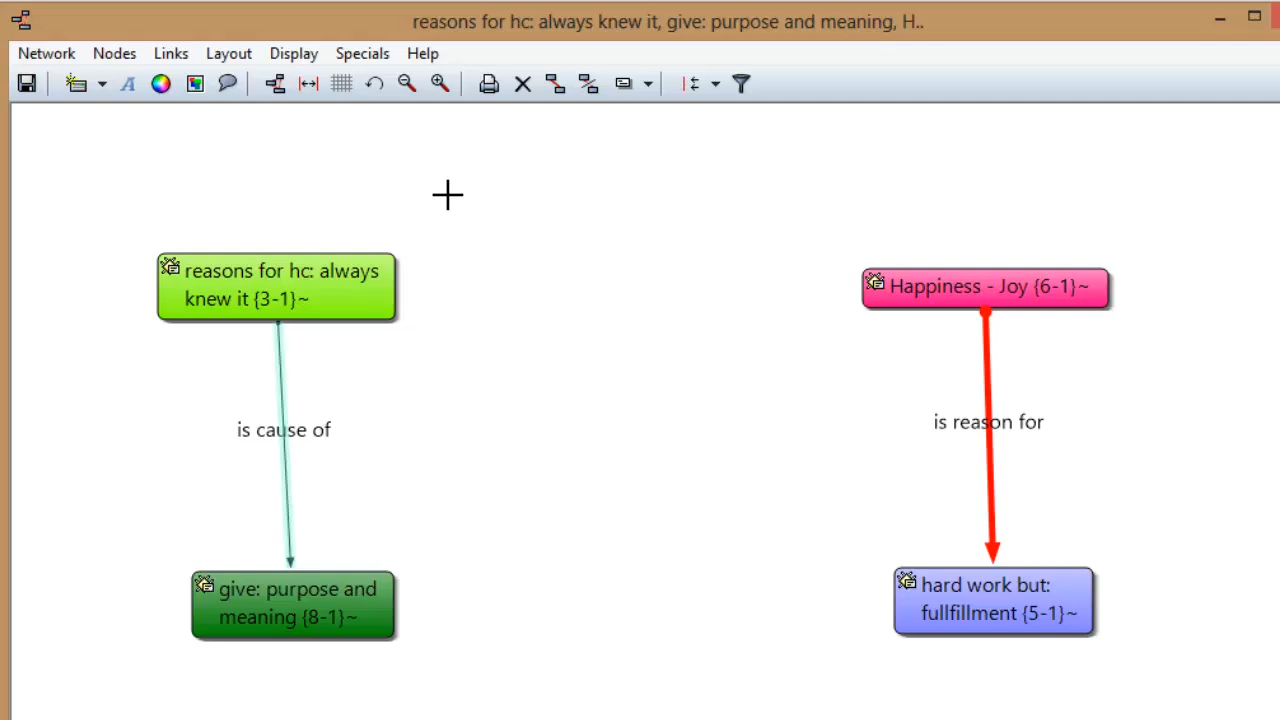 reasons for hc: always knew it, give: purpose and meaning, H..
Network Nodes Links Layout Display Specials Help
reasons for hc: always
knew it {3-1}~
Happiness - Joy {6-1}~
is cause of
is reason for
give: purpose and
meaning {8-1}~
hard work but:
fullfillment {5-1}~